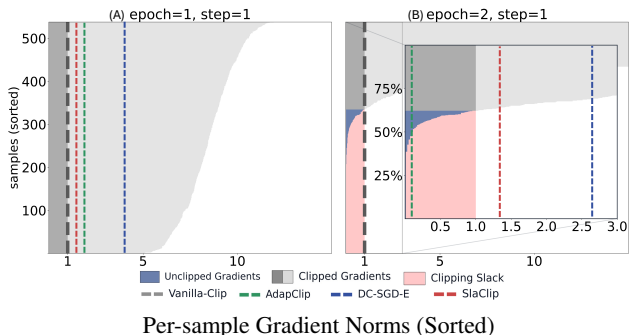 (A) epoch=1, step=1
(B) epoch=2, step=1
samples (sorted)
500
400
300
200
100
1
5
10
75%
50%
25%
0.5
1.0
1.5
2.0
2.5
3.0
1
5
10
Unclipped Gradients
Clipped Gradients
Clipping Slack
Vanilla-Clip
AdapClip
DC-SGD-E
SlaClip
Per-sample Gradient Norms (Sorted)